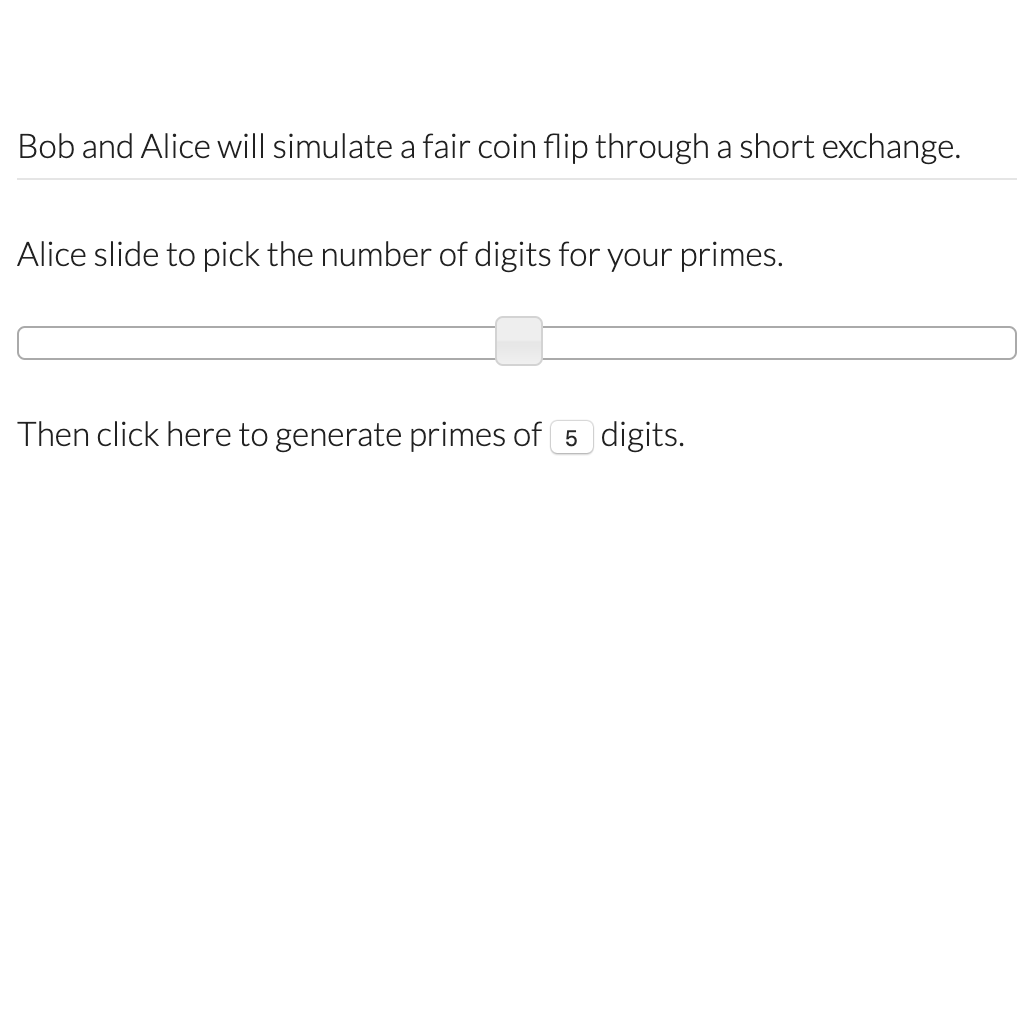 Bob and Alice will simulate a fair coin flip through a short exchange.
Alice slide to pick the number of digits for your primes.
Then click here to generate primes of 5 digits.